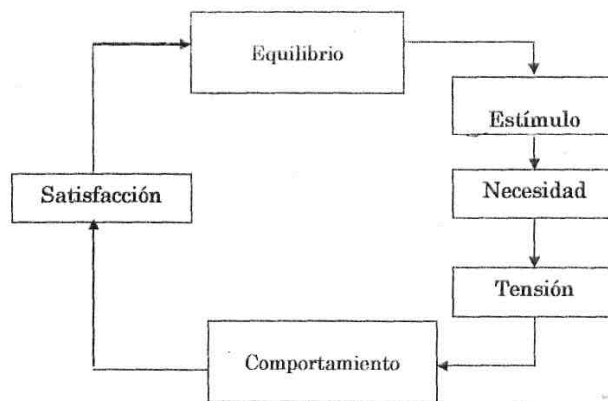 Equilibrio
Estímulo
Necesidad
Tensión
Comportamiento
Satisfacción